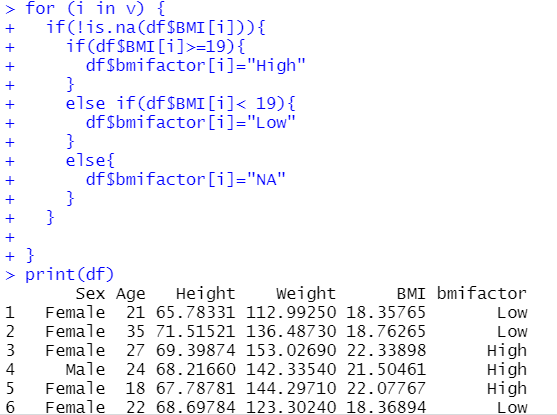 > for (i in v) {
+   if(!is.na(df$BMI[i])){
+     if(df$BMI[i]>=19){
+       df$bmifactor[i]="High"
+     }
+     else if(df$BMI[i]< 19){
+       df$bmifactor[i]="Low"
+     }
+     else{
+       df$bmifactor[i]="NA"
+     }
+   }
+
+ }
> print(df)
      Sex Age   Height    Weight      BMI bmifactor
1  Female  21 65.78331 112.99250 18.35765       Low
2  Female  35 71.51521 136.48730 18.76265       Low
3  Female  27 69.39874 153.02690 22.33898      High
4    Male  24 68.21660 142.33540 21.50461      High
5  Female  18 67.78781 144.29710 22.07767      High
6  Female  22 68.69784 123.30240 18.36894       Low